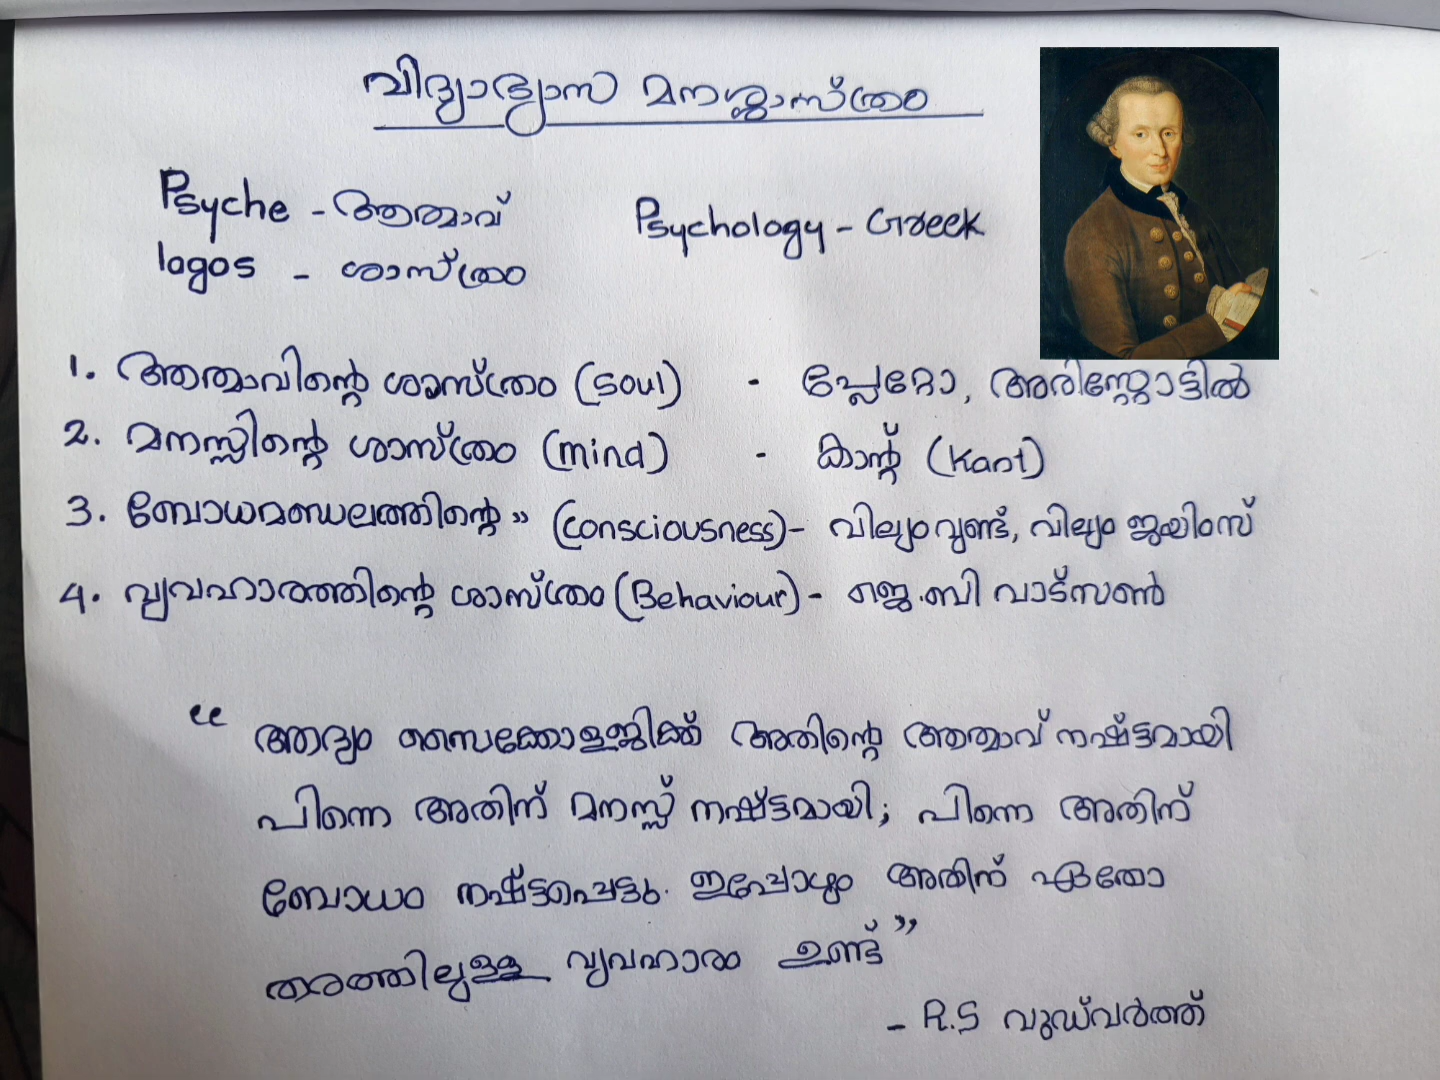 വിദ്യാഭ്യാസ മനശ്ശാസ്ത്രം
Psyche - ആത്മാവ്
Psychology - Greek
logos - ശാസ്ത്രം
1. ആത്മാവിന്റെ ശാസ്ത്രം (Soul) - പ്ലേറ്റോ, അരിസ്റ്റോട്ടിൽ
2. മനസ്സിന്റെ ശാസ്ത്രം (mind) - കാന്റ് (Kant)
3. ബോധമണ്ഡലത്തിന്റെ " (Consciousness) - വില്യം വുണ്ട്, വില്യം ജയിംസ്
4. വ്യവഹാരത്തിന്റെ ശാസ്ത്രം (Behaviour) - ജെ.ബി വാട്സൺ
“ ആദ്യം സൈക്കോളജിക്ക് അതിന്റെ ആത്മാവ് നഷ്ട്ടമായി
പിന്നെ അതിന് മനസ്സ് നഷ്ട്ടമായി; പിന്നെ അതിന്
ബോധം നഷ്ട്ടപ്പെട്ടു. ഇപ്പോഴും അതിന് ഏതോ
തരത്തിലുള്ള വ്യവഹാരം ഉണ്ട് ”
- R.S വുഡ്‌വർത്ത്